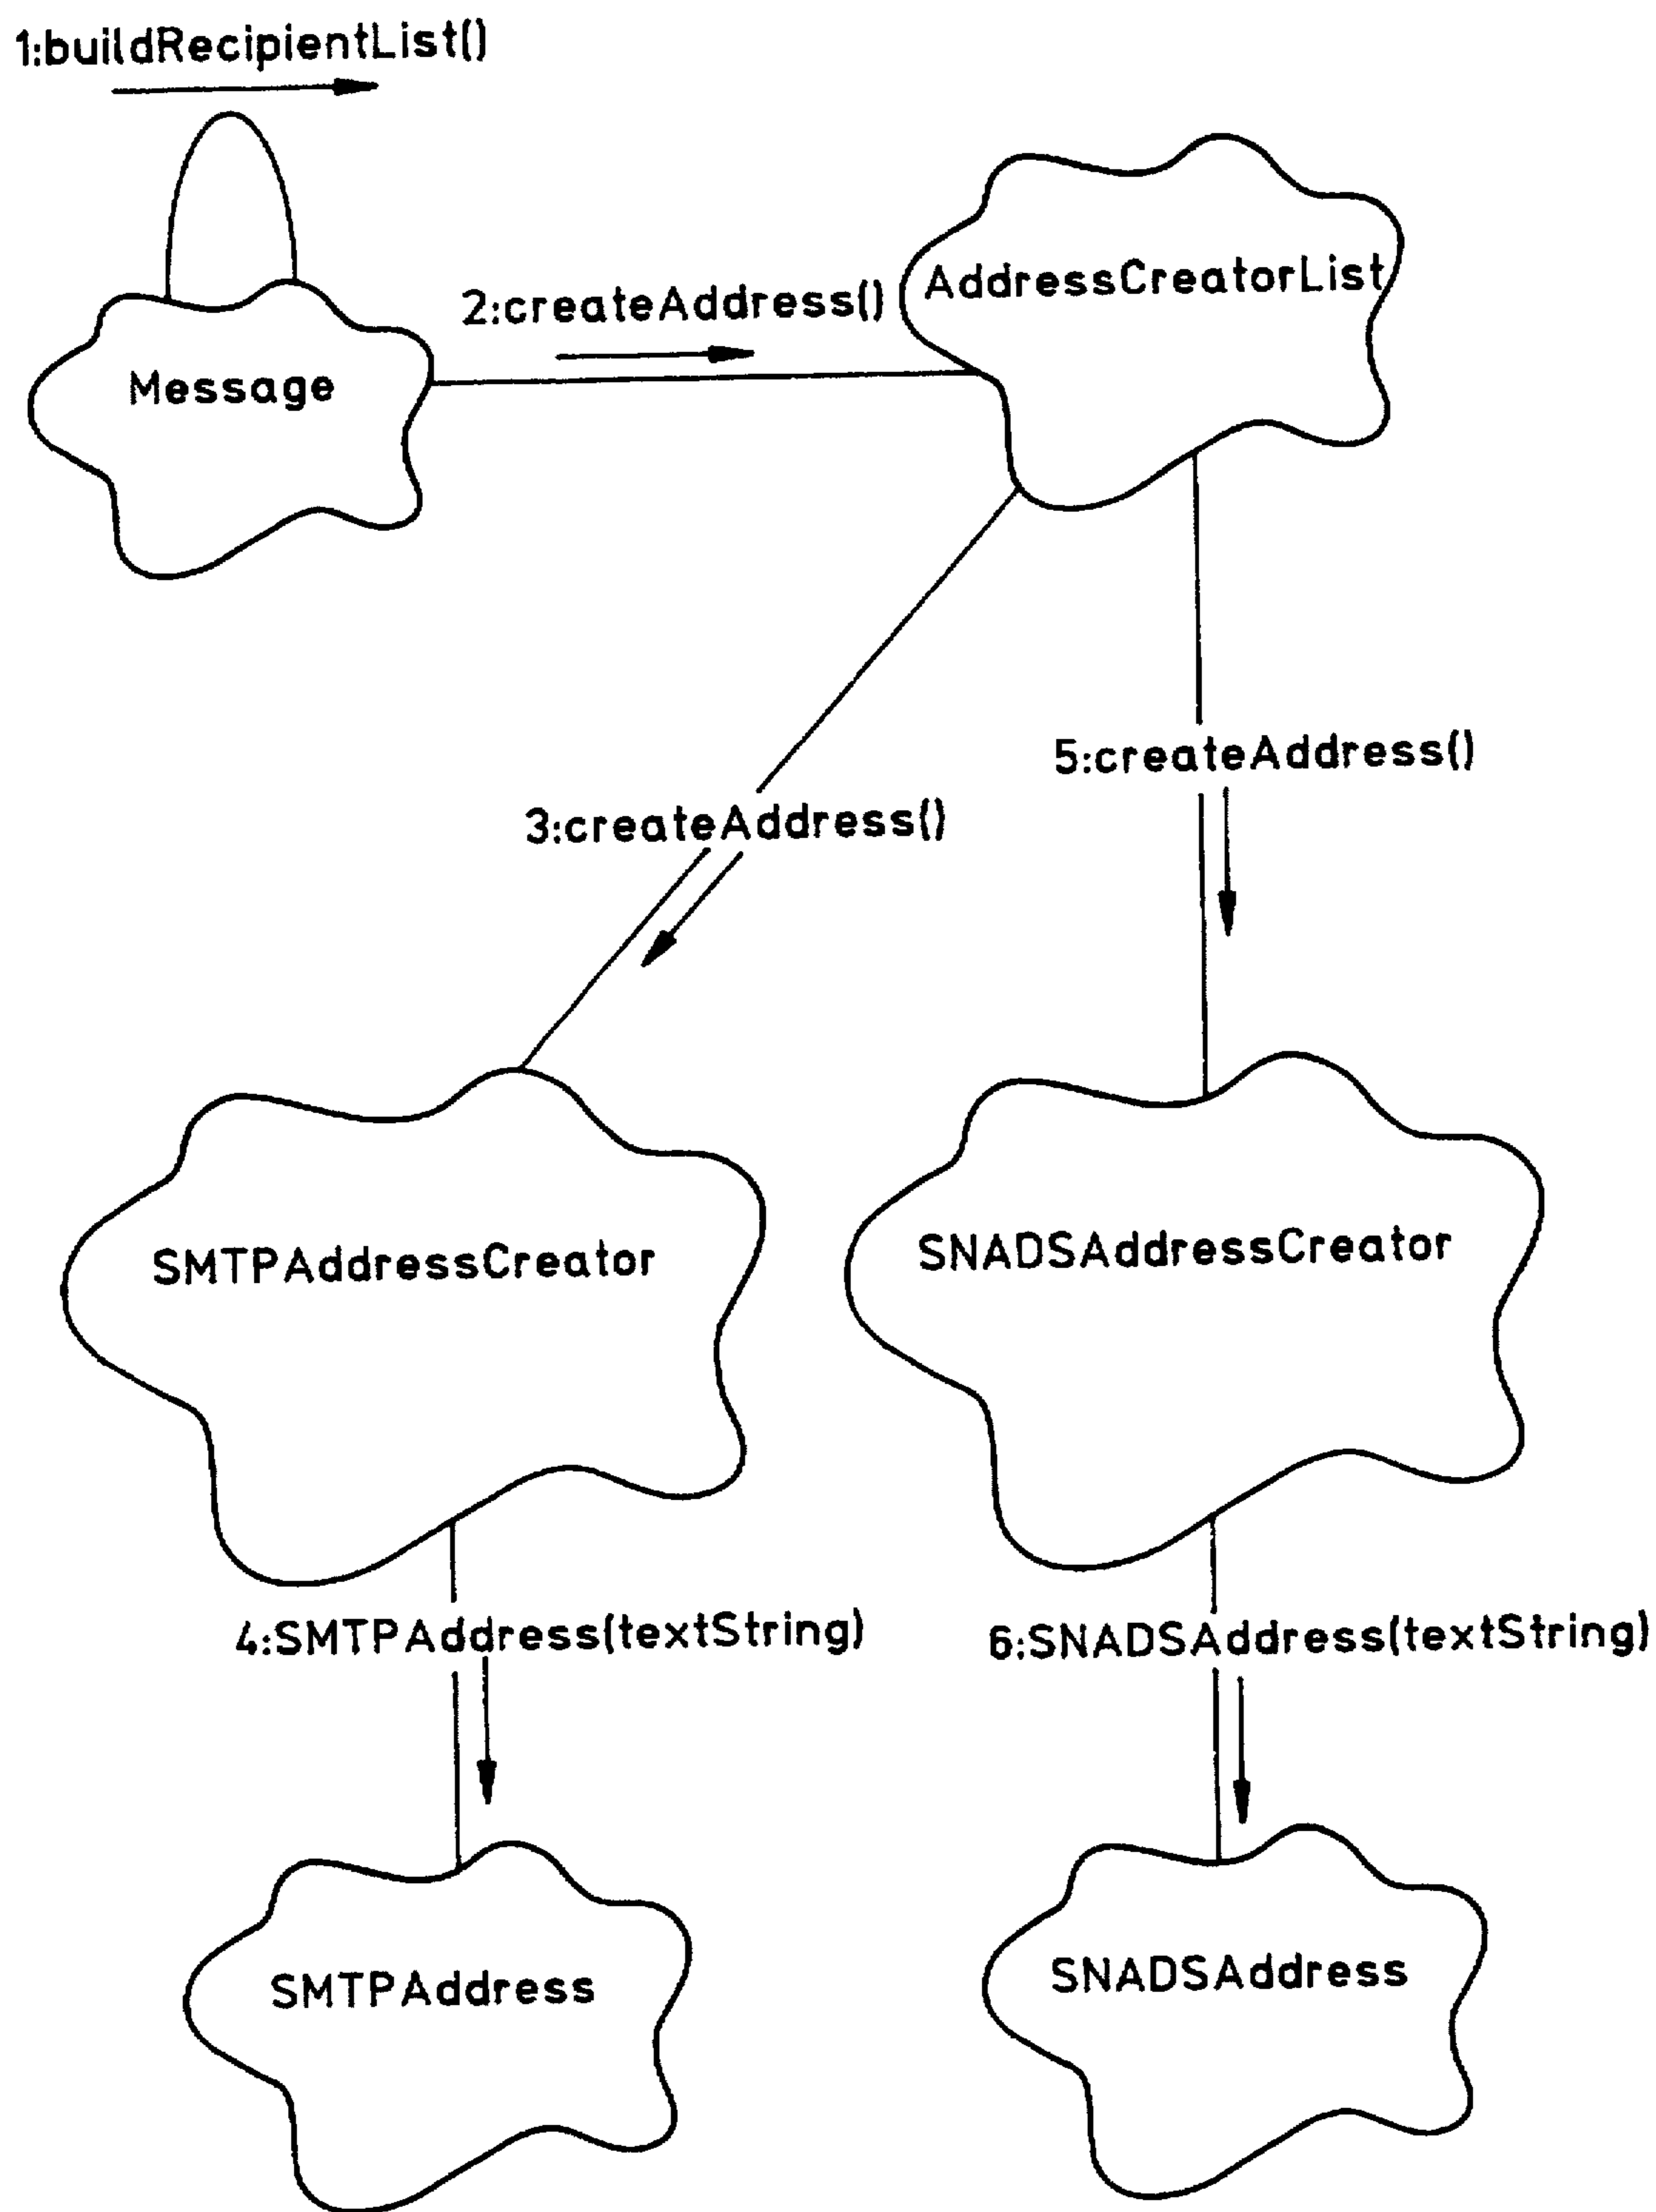 1:buildRecipientList()
AddressCreatorList
2:createAddress()
Message
5:createAddress()
3:createAddress()
SMTPAddressCreator
SNADSAddressCreator
4:SMTPAddress(textString)
6:SNADSAddress(textString)
SMTPAddress
SNADSAddress